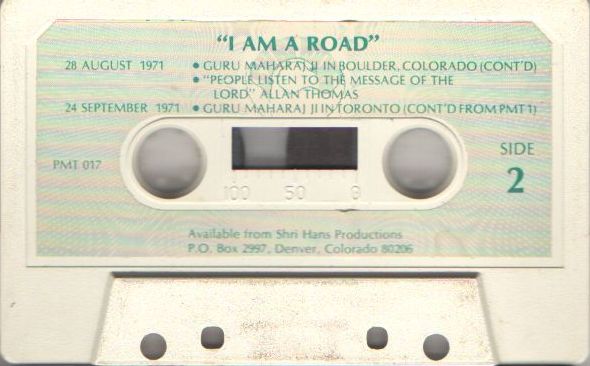 "I AM A ROAD"
28 AUGUST 1971 • GURU MAHARAJ JI IN BOULDER, COLORADO (CONT'D)
• "PEOPLE LISTEN TO THE MESSAGE OF THE
LORD" ALLAN THOMAS
24 SEPTEMBER 1971 • GURU MAHARAJ JI IN TORONTO (CONT'D FROM PMT 1)
PMT 017
SIDE
2
100 50 0
Available from Shri Hans Productions
P.O. Box 2997, Denver, Colorado 80206